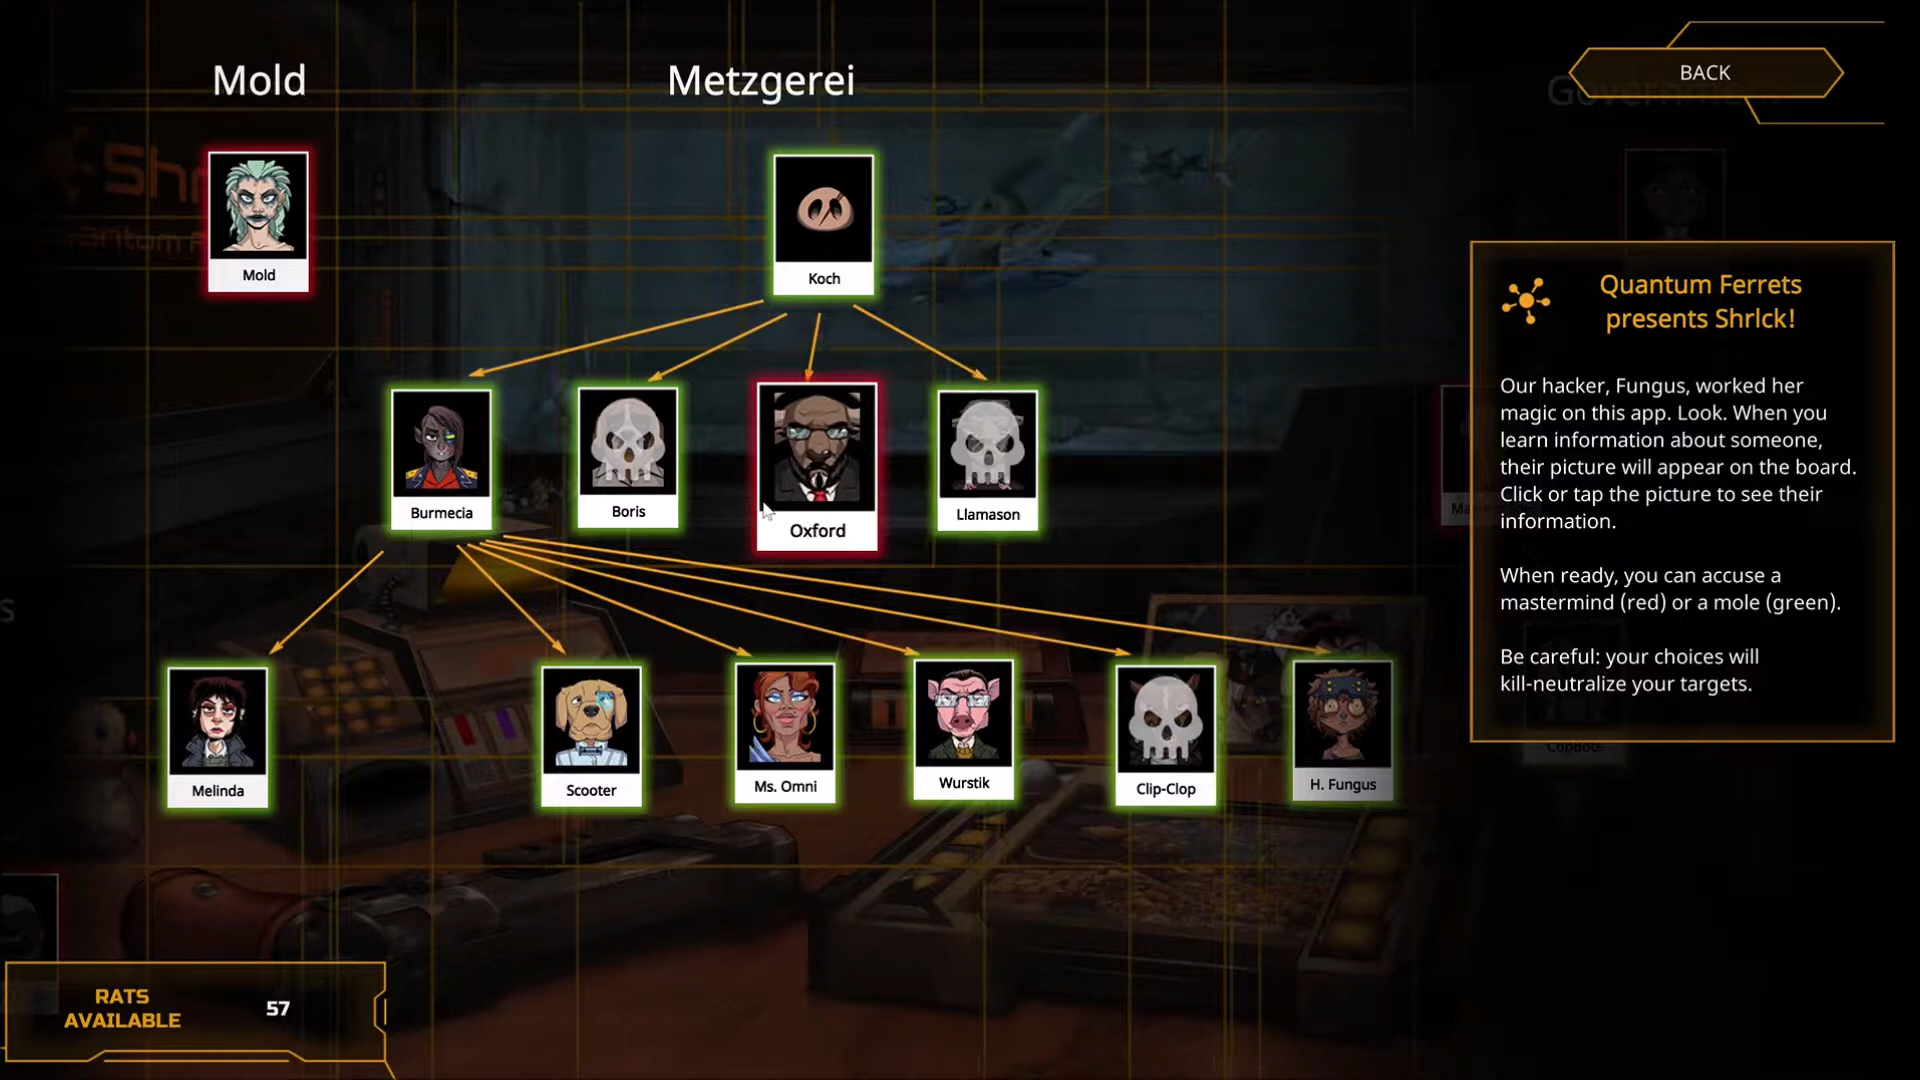 Mold
Metzgerei
BACK
Mold
Koch
Burmecia
Boris
Oxford
Llamason
Melinda
Scooter
Ms. Omni
Wurstik
Clip-Clop
H. Fungus
Quantum Ferrets
presents Shrlck!
Our hacker, Fungus, worked her
magic on this app. Look. When you
learn information about someone,
their picture will appear on the board.
Click or tap the picture to see their
information.
When ready, you can accuse a
mastermind (red) or a mole (green).
Be careful: your choices will
kill-neutralize your targets.
RATS
AVAILABLE
57